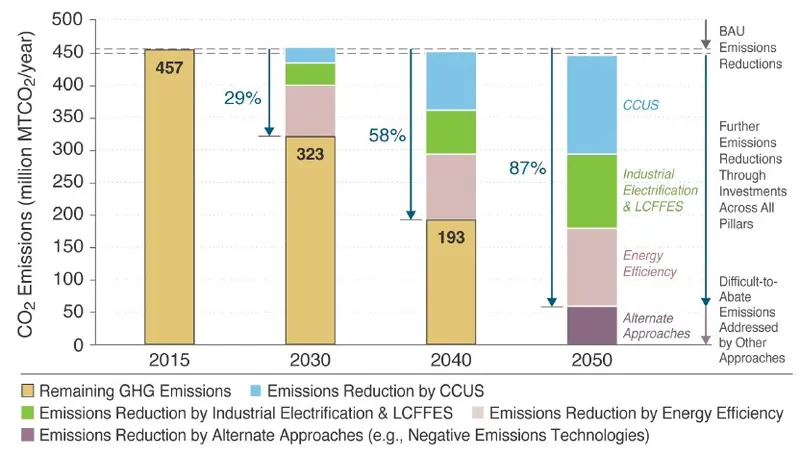 CO2 Emissions (million MTCO2/year)
500
450
400
350
300
250
200
150
100
50
0
457
29%
323
58%
193
87%
CCUS
Industrial
Electrification
& LCFFES
Energy
Efficiency
Alternate
Approaches
BAU
Emissions
Reductions
Further
Emissions
Reductions
Through
Investments
Across All
Pillars
Difficult-to-
Abate
Emissions
Addressed
by Other
Approaches
2015
2030
2040
2050
Remaining GHG Emissions
Emissions Reduction by CCUS
Emissions Reduction by Industrial Electrification & LCFFES
Emissions Reduction by Energy Efficiency
Emissions Reduction by Alternate Approaches (e.g., Negative Emissions Technologies)